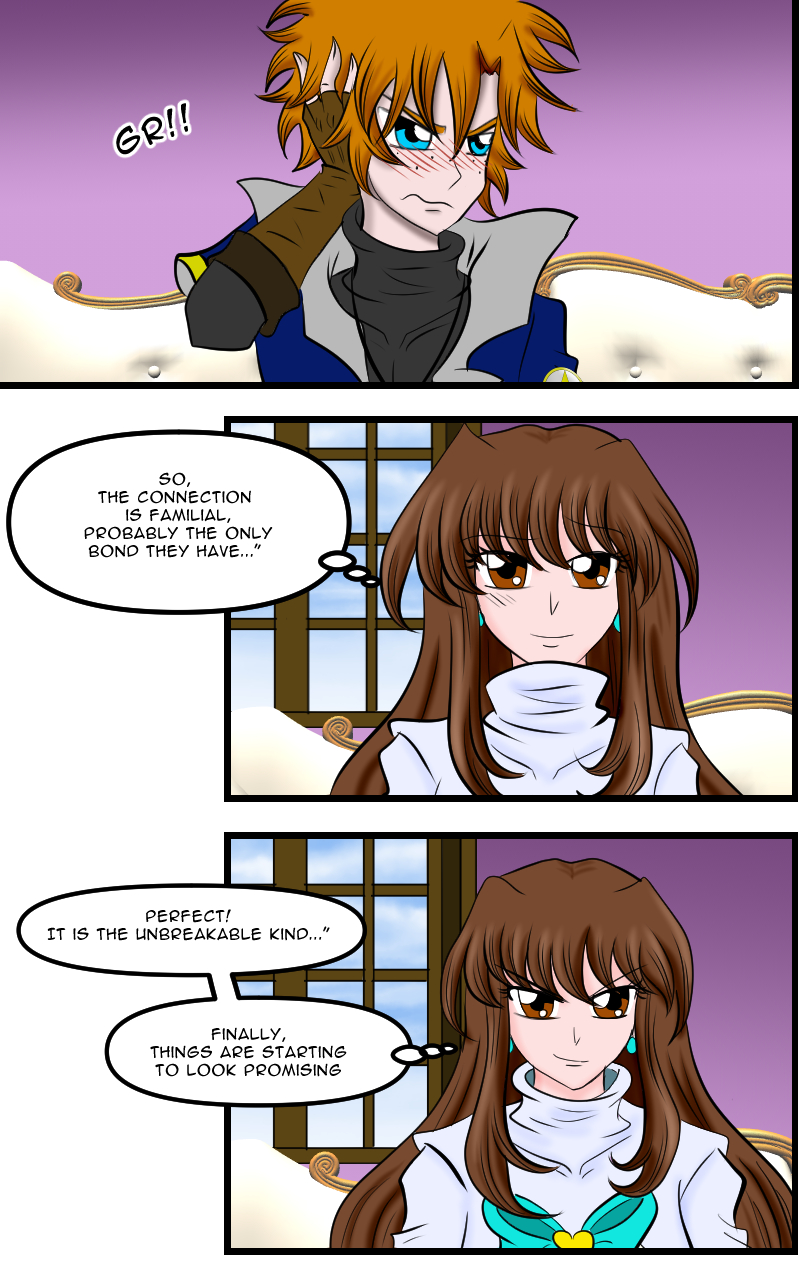 GR!!
SO,
THE CONNECTION
IS FAMILIAL,
PROBABLY THE ONLY
BOND THEY HAVE..."
PERFECT!
IT IS THE UNBREAKABLE KIND..."
FINALLY,
THINGS ARE STARTING
TO LOOK PROMISING